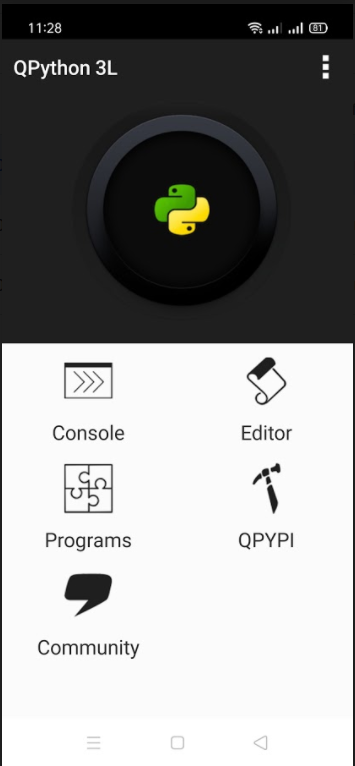 11:28
81
QPython 3L
Console
Editor
Programs
QPYPI
Community